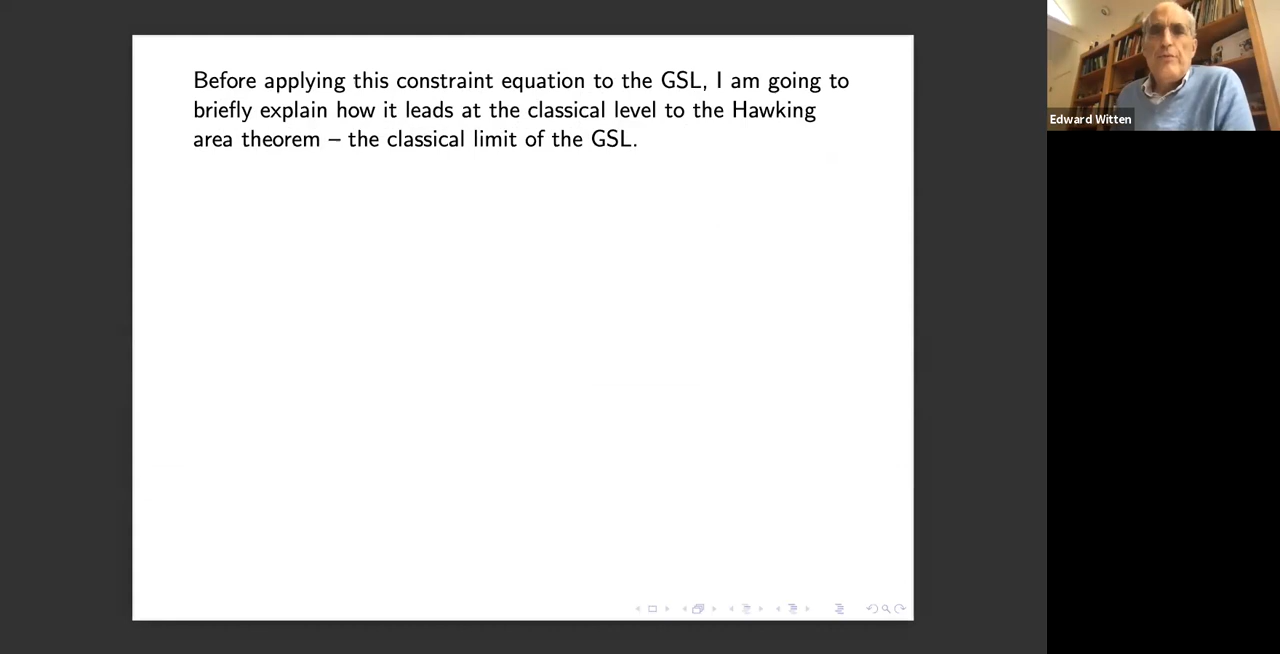 Before applying this constraint equation to the GSL, I am going to
briefly explain how it leads at the classical level to the Hawking
area theorem – the classical limit of the GSL.
Edward Witten